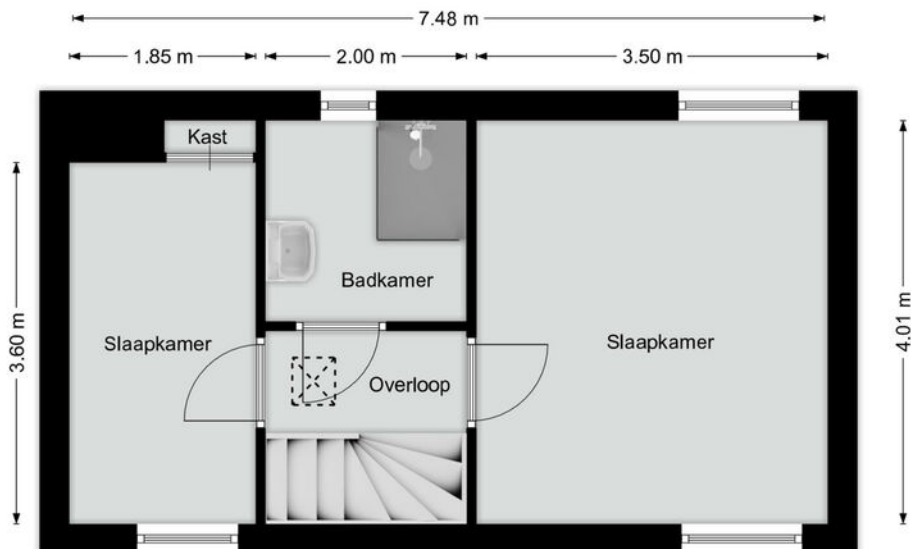 7.48 m
1.85 m
2.00 m
3.50 m
Kast
Badkamer
3.60 m
Slaapkamer
Slaapkamer
4.01 m
Overloop